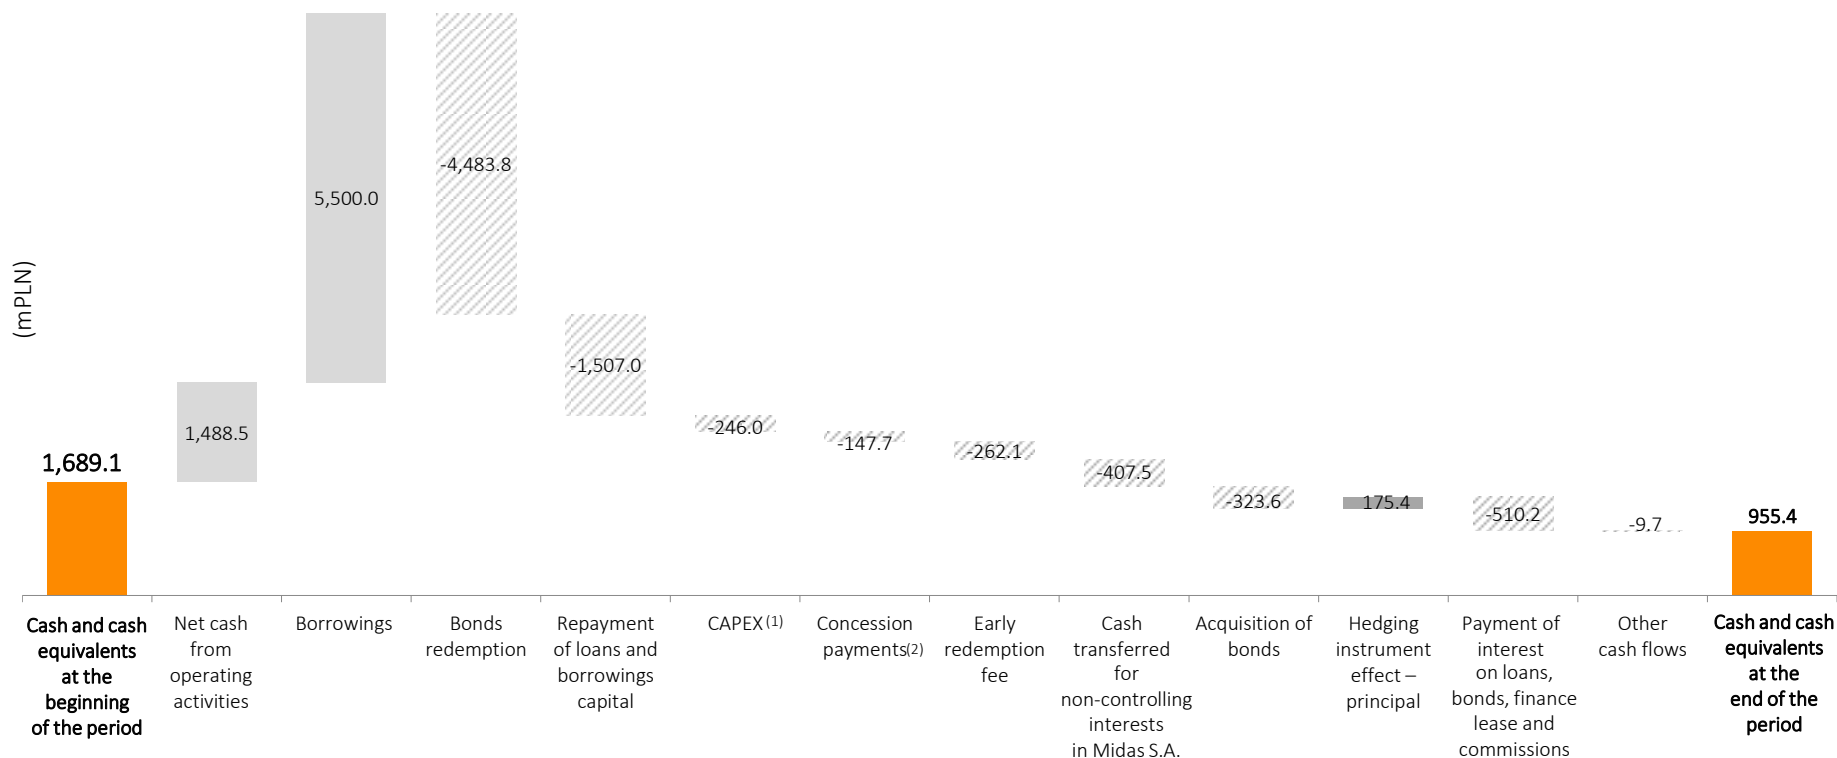 (mPLN)
1,689.1
1,488.5
5,500.0
-4,483.8
-1,507.0
-246.0
-147.7
-262.1
-407.5
-323.6
175.4
-510.2
-9.7
955.4
Cash and cash
equivalents
at the
beginning
of the period
Net cash
from
operating
activities
Borrowings
Bonds
redemption
Repayment
of loans and
borrowings
capital
CAPEX (1)
Concession
payments(2)
Early
redemption
fee
Cash
transferred
for
non-controlling
interests
in Midas S.A.
Acquisition of
bonds
Hedging
instrument
effect –
principal
Payment of
interest
on loans,
bonds, finance
lease and
commissions
Other
cash flows
Cash and cash
equivalents
at the
end of the
period